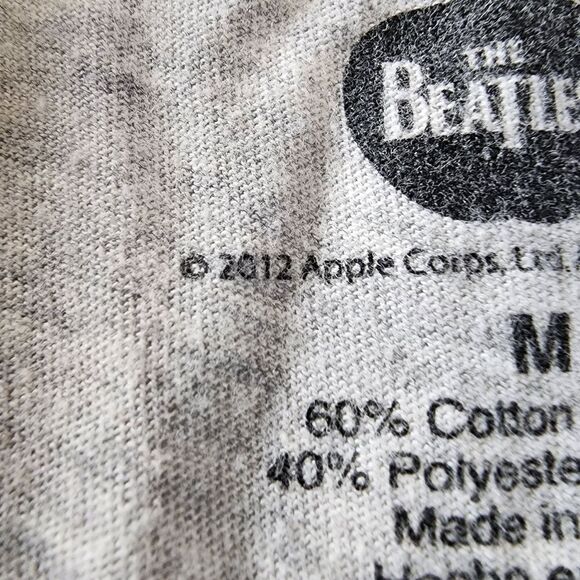 THE
BEATLE
© 2012 Apple Corps. Ltd.
M
60% Cotton
40% Polyeste
Made in